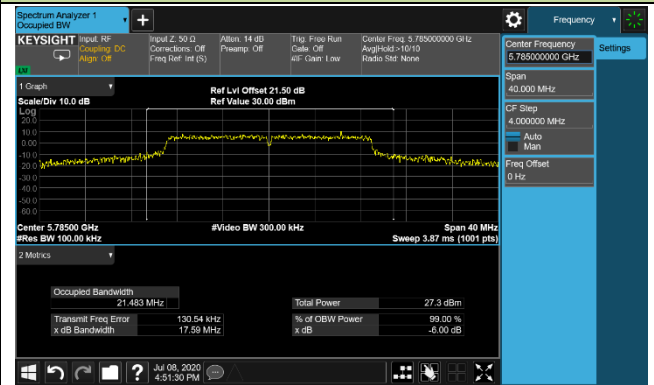 Spectrum Analyzer 1
Occupied BW
Frequency
KEYSIGHT
Input: RF
Coupling: DC
Align: Off
Input Z: 50 Ω
Corrections: Off
Freq Ref: Int (S)
Atten: 14 dB
Preamp: Off
Trig: Free Run
Gate: Off
#IF Gain: Low
Center Freq: 5.785000000 GHz
Avg|Hold:>10/10
Radio Std: None
LXI
Center Frequency
5.785000000 GHz
Settings
Span
40.000 MHz
CF Step
4.000000 MHz
Auto
Man
Freq Offset
0 Hz
1 Graph
Scale/Div 10.0 dB
Ref Lvl Offset 21.50 dB
Ref Value 30.00 dBm
Log
20.0
10.0
0.00
-10.0
-20.0
-30.0
-40.0
-50.0
-60.0
Center 5.78500 GHz
#Video BW 300.00 kHz
Span 40 MHz
#Res BW 100.00 kHz
Sweep 3.87 ms (1001 pts)
2 Metrics
Occupied Bandwidth
21.483 MHz
Total Power 27.3 dBm
Transmit Freq Error 130.54 kHz
% of OBW Power 99.00 %
x dB Bandwidth 17.59 MHz
x dB -6.00 dB
?
Jul 08, 2020
4:51:30 PM